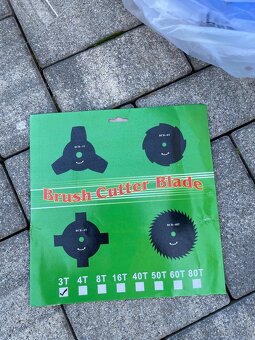 Brush Cutter Blade
3T 4T 8T 16T 40T 50T 60T 80T